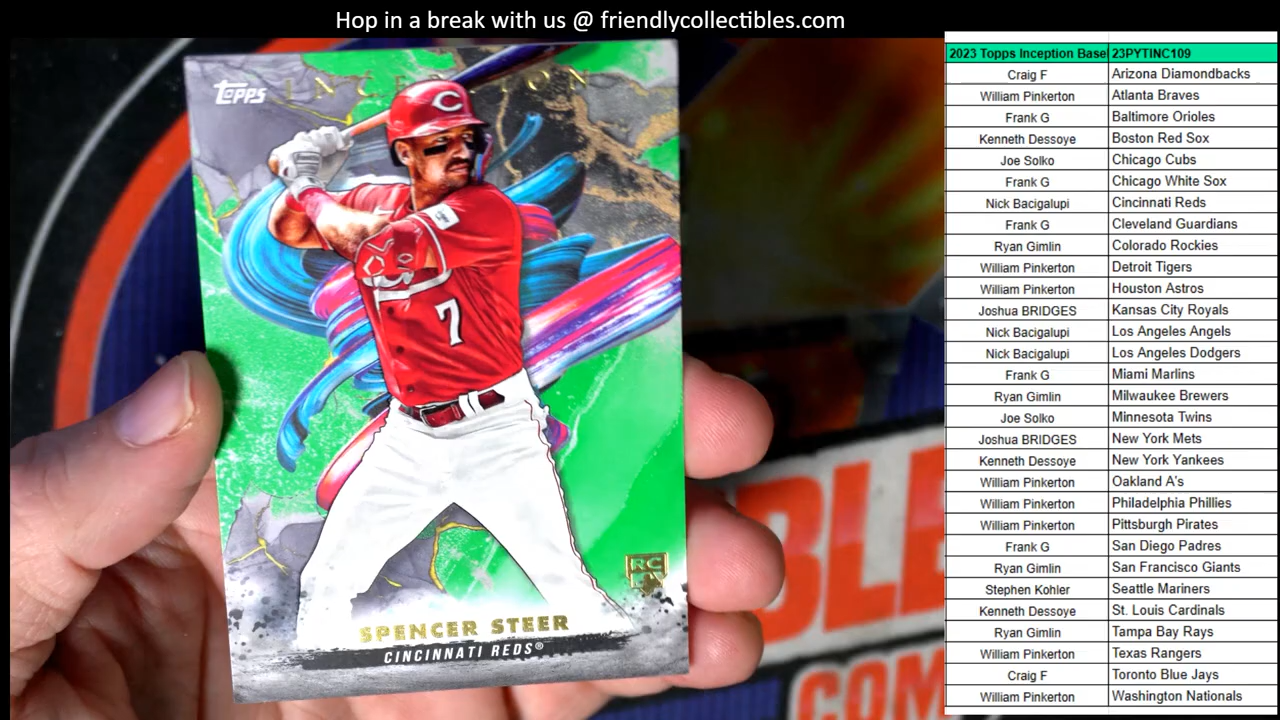 Hop in a break with us @ friendlycollectibles.com
TOPPS
INCEPTION
C
7
RC
SPENCER STEER
CINCINNATI REDS®
BLE
COM
2023 Topps Inception Base 23PYTINC109
Craig F Arizona Diamondbacks
William Pinkerton Atlanta Braves
Frank G Baltimore Orioles
Kenneth Dessoye Boston Red Sox
Joe Solko Chicago Cubs
Frank G Chicago White Sox
Nick Bacigalupi Cincinnati Reds
Frank G Cleveland Guardians
Ryan Gimlin Colorado Rockies
William Pinkerton Detroit Tigers
William Pinkerton Houston Astros
Joshua BRIDGES Kansas City Royals
Nick Bacigalupi Los Angeles Angels
Nick Bacigalupi Los Angeles Dodgers
Frank G Miami Marlins
Ryan Gimlin Milwaukee Brewers
Joe Solko Minnesota Twins
Joshua BRIDGES New York Mets
Kenneth Dessoye New York Yankees
William Pinkerton Oakland A's
William Pinkerton Philadelphia Phillies
William Pinkerton Pittsburgh Pirates
Frank G San Diego Padres
Ryan Gimlin San Francisco Giants
Stephen Kohler Seattle Mariners
Kenneth Dessoye St. Louis Cardinals
Ryan Gimlin Tampa Bay Rays
William Pinkerton Texas Rangers
Craig F Toronto Blue Jays
William Pinkerton Washington Nationals